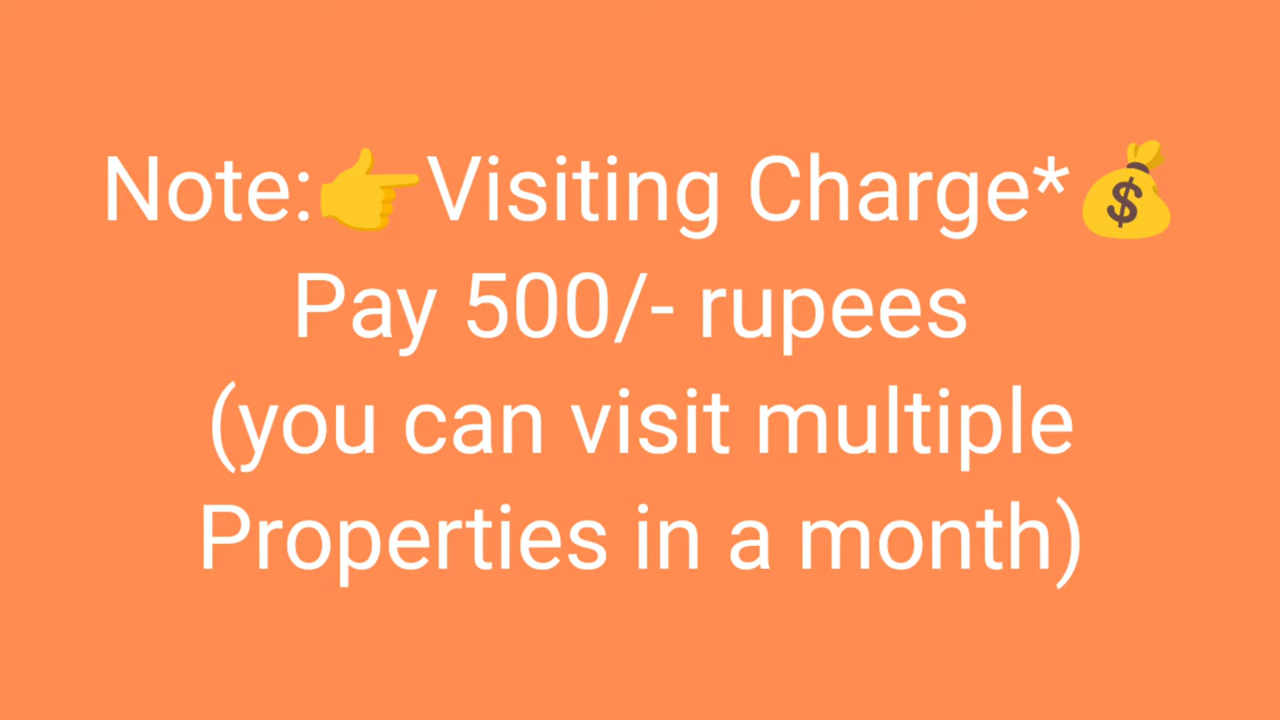 Note:👉Visiting Charge*💰
Pay 500/- rupees
(you can visit multiple
Properties in a month)